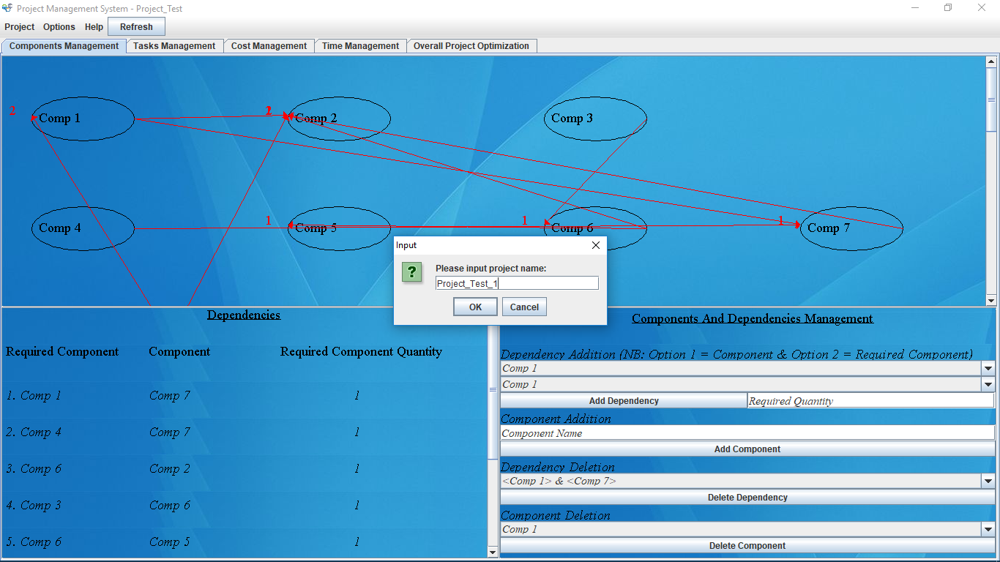 Project Management System - Project_Test
Project Options Help Refresh
Components Management Tasks Management Cost Management Time Management Overall Project Optimization
2 Comp 1 Comp 2 Comp 3
Comp 4 1 Comp 5 1 Comp 6 1 Comp 7
Input
Please input project name:
Project_Test_1
OK Cancel
Dependencies
Required Component Component Required Component Quantity
1. Comp 1 Comp 7 1
2. Comp 4 Comp 7 1
3. Comp 6 Comp 2 1
4. Comp 3 Comp 6 1
5. Comp 6 Comp 5 1
Components And Dependencies Management
Dependency Addition (NB: Option 1 = Component & Option 2 = Required Component)
Comp 1
Comp 1
Add Dependency Required Quantity
Component Addition
Component Name
Add Component
Dependency Deletion
<Comp 1> & <Comp 7>
Delete Dependency
Component Deletion
Comp 1
Delete Component